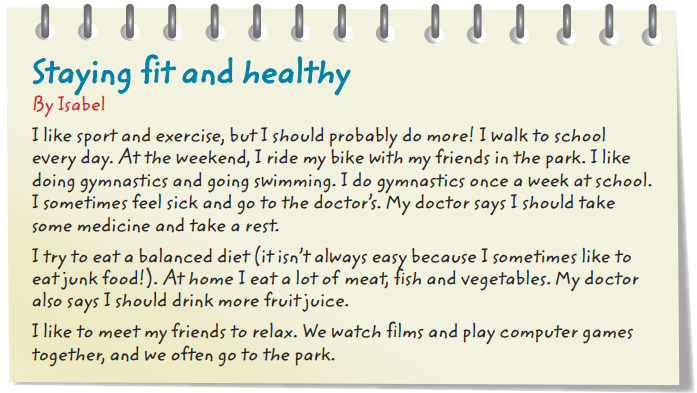 Staying fit and healthy
By Isabel
I like sport and exercise, but I should probably do more! I walk to school
every day. At the weekend, I ride my bike with my friends in the park. I like
doing gymnastics and going swimming. I do gymnastics once a week at school.
I sometimes feel sick and go to the doctor's. My doctor says I should take
some medicine and take a rest.
I try to eat a balanced diet (it isn't always easy because I sometimes like to
eat junk food!). At home I eat a lot of meat, fish and vegetables. My doctor
also says I should drink more fruit juice.
I like to meet my friends to relax. We watch films and play computer games
together, and we often go to the park.